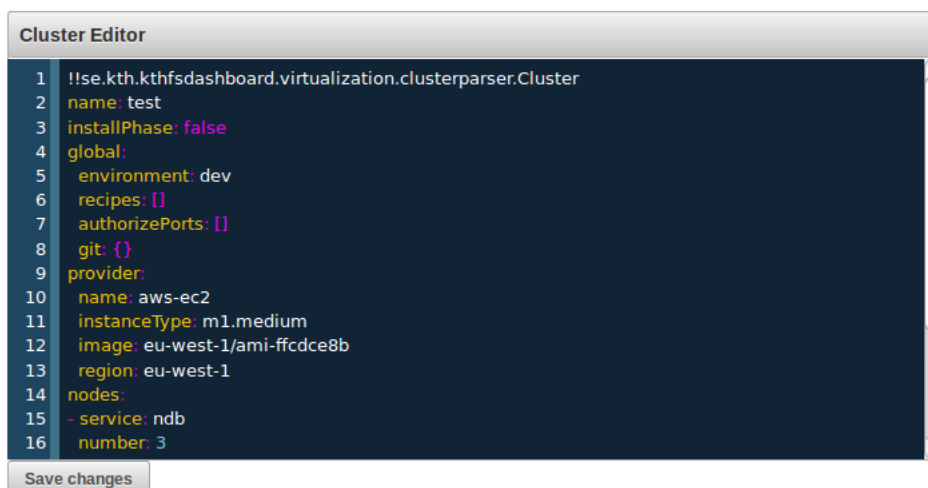 Cluster Editor
1 !!se.kth.kthfsdashboard.virtualization.clusterparser.Cluster
2 name: test
3 installPhase: false
4 global:
5 environment: dev
6 recipes: []
7 authorizePorts: []
8 git: {}
9 provider:
10 name: aws-ec2
11 instanceType: m1.medium
12 image: eu-west-1/ami-ffcdce8b
13 region: eu-west-1
14 nodes:
15 - service: ndb
16 number: 3
Save changes